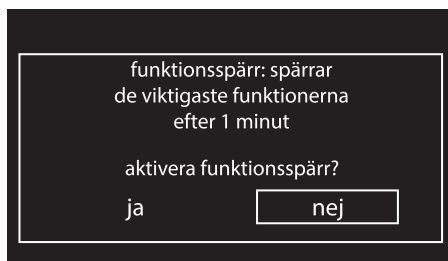 funktionsspärr: spärrar
de viktigaste funktionerna
efter 1 minut
aktivera funktionsspärr?
ja nej